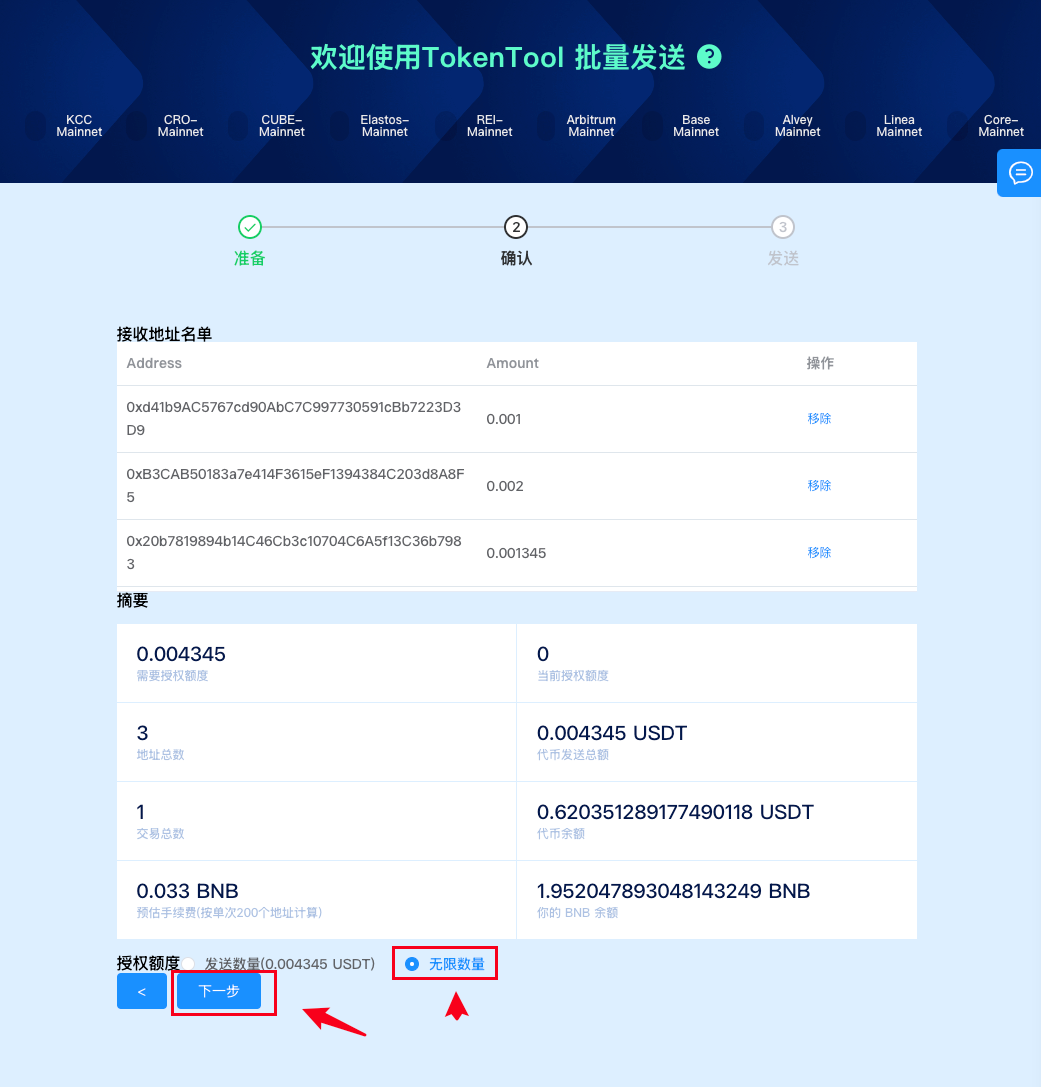 欢迎使用TokenTool 批量发送 ?
KCC Mainnet
CRO-Mainnet
CUBE-Mainnet
Elastos-Mainnet
REI-Mainnet
Arbitrum Mainnet
Base Mainnet
Alvey Mainnet
Linea Mainnet
Core-Mainnet
2
3
准备
确认
发送
接收地址名单
Address Amount 操作
0xd41b9AC5767cd90AbC7C997730591cBb7223D3
D9
0.001 移除
0xB3CAB50183a7e414F3615eF1394384C203d8A8F
5
0.002 移除
0x20b7819894b14C46Cb3c10704C6A5f13C36b798
3
0.001345 移除
摘要
0.004345
需要授权额度
0
当前授权额度
3
地址总数
0.004345 USDT
代币发送总额
1
交易总数
0.620351289177490118 USDT
代币余额
0.033 BNB
预估手续费(按单次200个地址计算)
1.952047893048143249 BNB
你的 BNB 余额
授权额度 发送数量(0.004345 USDT) 无限数量
< 下一步